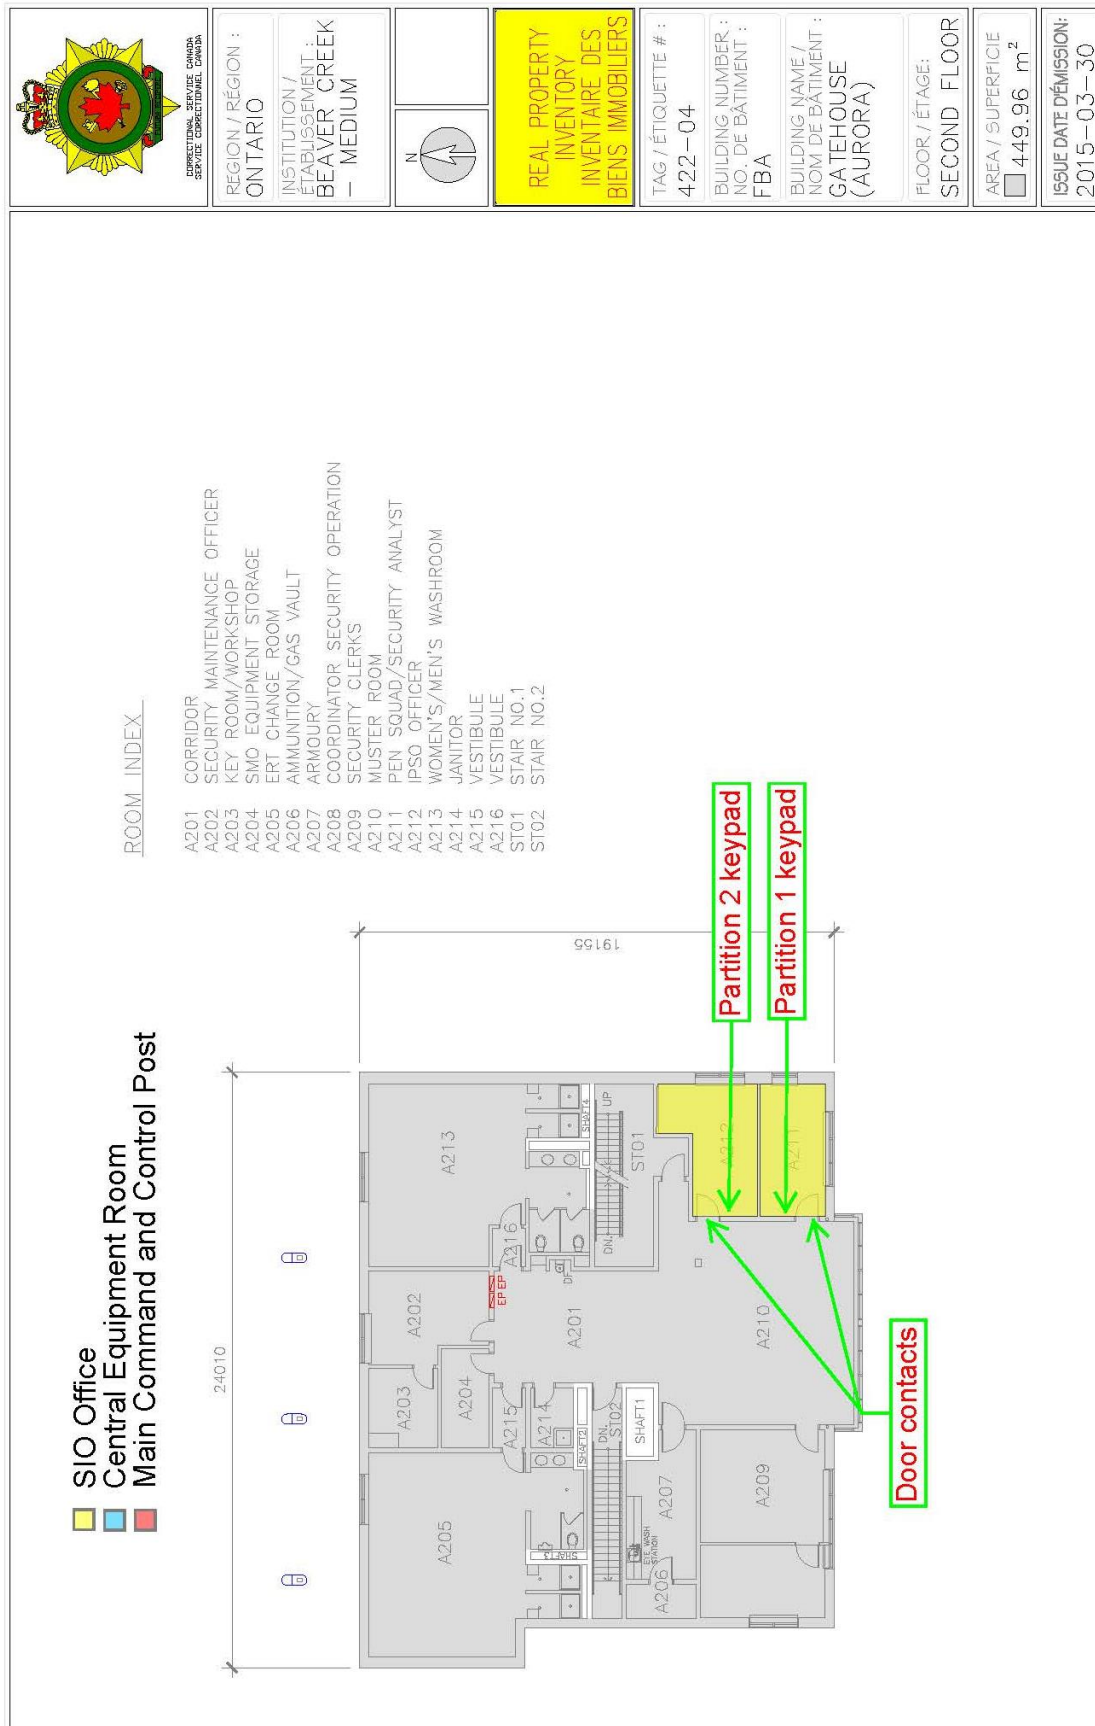 CORRECTIONAL SERVICE CANADA
SERVICE CORRECTIONNEL CANADA
RÉGION / RÉGION :
ONTARIO
INSTITUTION /
ÉTABLISSEMENT :
BEAVER CREEK
- MEDIUM
N
REAL PROPERTY
INVENTORY
INVENTAIRE DES
BIENS IMMOBILIERS
TAG / ÉTIQUETTE # :
422-04
BUILDING NUMBER :
NO. DE BÂTIMENT :
FBA
BUILDING NAME /
NOM DE BÂTIMENT :
GATEHOUSE
(AURORA)
FLOOR / ÉTAGE:
SECOND FLOOR
AREA / SUPERFICIE
449.96 m²
ISSUE DATE D'ÉMISSION:
2015-03-30
SIO Office
Central Equipment Room
Main Command and Control Post
ROOM INDEX
A201 CORRIDOR
A202 SECURITY MAINTENANCE OFFICER
A203 KEY ROOM/WORKSHOP
A204 SMO EQUIPMENT STORAGE
A205 ERT CHANGE ROOM
A206 AMMUNITION/GAS VAULT
A207 ARMOURY
A208 COORDINATOR SECURITY OPERATION
A209 SECURITY CLERKS
A210 MUSTER ROOM
A211 PEN SQUAD/SECURITY ANALYST
A212 IPSO OFFICER
A213 WOMEN'S/MEN'S WASHROOM
A214 JANITOR
A215 VESTIBULE
A216 VESTIBULE
ST01 STAIR NO.1
ST02 STAIR NO.2
24010
19155
A205
A203
A202
A213
A204
EP EP
A215
A216
A214
A201
DF
SHAFT4
SHAFT2
SHAFT3
DN.
ST02
DN.
UP
ST01
SHAFT1
EYE WASH
STATION
A206
A207
A212
A209
A210
A211
Partition 2 keypad
Partition 1 keypad
Door contacts